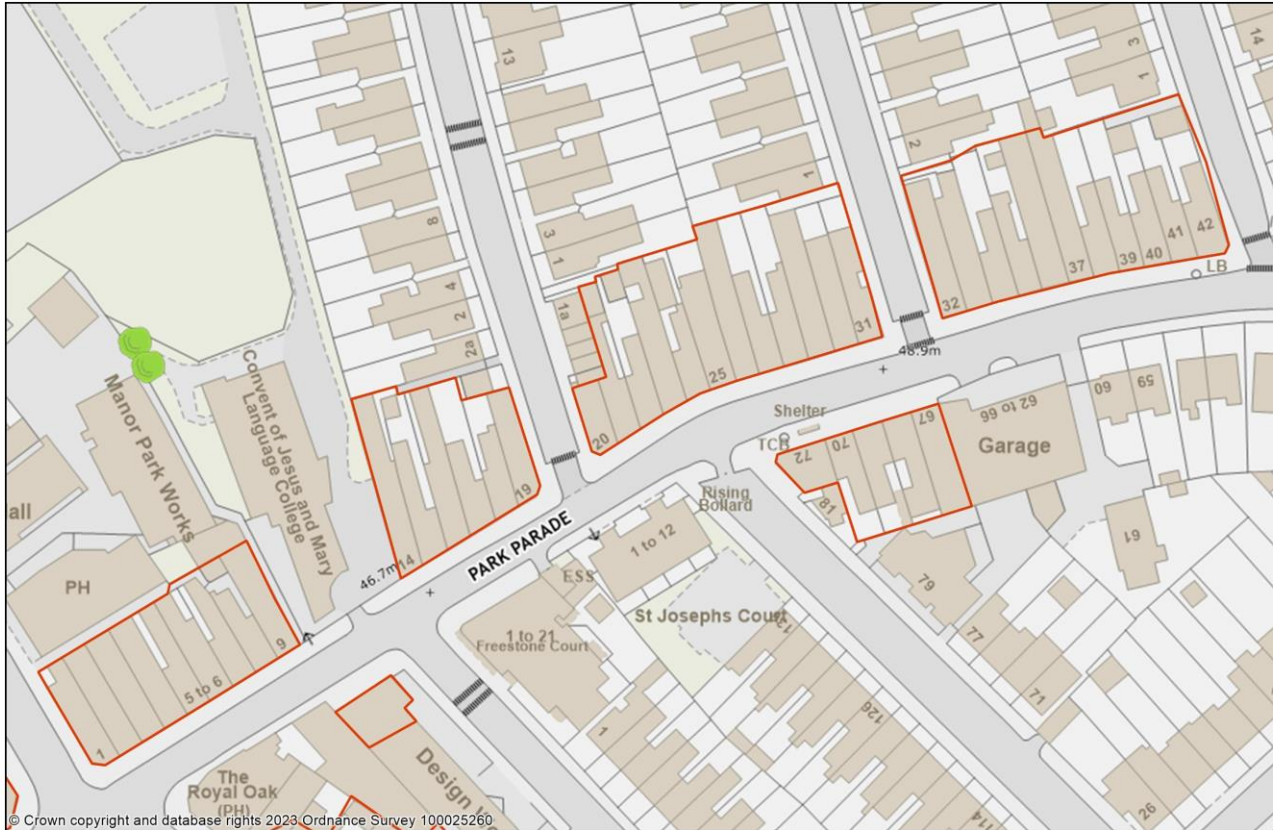 13
3
1
14
2
1
8
3
1
4
2
2a
1a
31
25
20
32
37
39
40
41
42
LB
48.9m
Shelter
TCB
72
70
67
62 to 66
60
59
Garage
81
61
79
77
71
Rising
Bollard
1 to 12
ESS
St Josephs Court
1 to 21
Freestone Court
1
126
114
26
PARK PARADE
46.7m
14
19
Convent of Jesus and Mary
Language College
Manor Park Works
all
PH
1
5 to 6
9
The
Royal Oak
(PH)
© Crown copyright and database rights 2023 Ordnance Survey 100025260